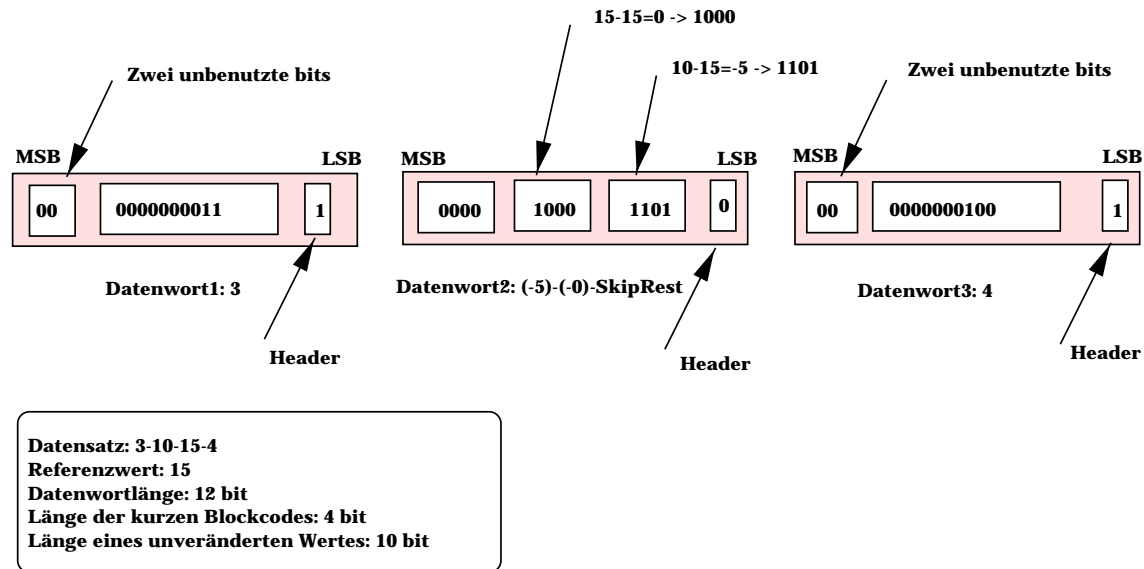 15-15=0 -> 1000
10-15=-5 -> 1101
Zwei unbenutzte bits
Zwei unbenutzte bits
MSB
LSB
MSB
LSB
MSB
LSB
00
0000000011
1
0000
1000
1101
0
00
0000000100
1
Datenwort1: 3
Datenwort2: (-5)-(-0)-SkipRest
Datenwort3: 4
Header
Header
Header
Datensatz: 3-10-15-4
Referenzwert: 15
Datenwortlänge: 12 bit
Länge der kurzen Blockcodes: 4 bit
Länge eines unveränderten Wertes: 10 bit